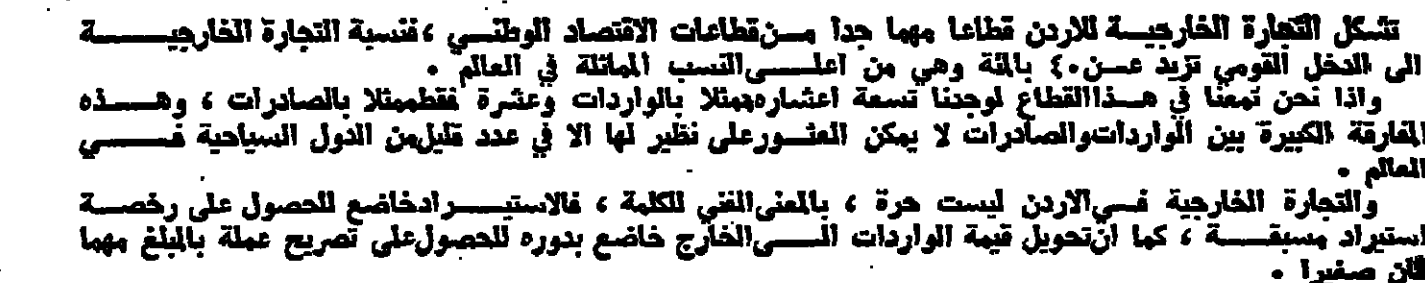 تشكل التجارة الخارجية للاردن قطاعا مهما جدا من قطاعات الاقتصاد الوطني ، فنسبة التجارة الخارجية
الى الدخل القومي تزيد عن ٤٠ بالمئة وهي من اعلى النسب المماثلة في العالم .
واذا نحن تمعنا في هذا القطاع لوجدنا تسعة اعشاره ممثلا بالواردات وعشرة فقط ممثلا بالصادرات ، وهذه
المفارقة الكبيرة بين الواردات والصادرات لا يمكن العثور على نظير لها الا في عدد قليل من الدول السياحية في
العالم .
والتجارة الخارجية في الاردن ليست حرة ، بالمعنى الفني للكلمة ، فالاستيراد خاضع للحصول على رخصة
استيراد مسبقة ، كما ان تحويل قيمة الواردات الى الخارج خاضع بدوره للحصول على تصريح عملة بالمبلغ مهما
كان صغيرا .